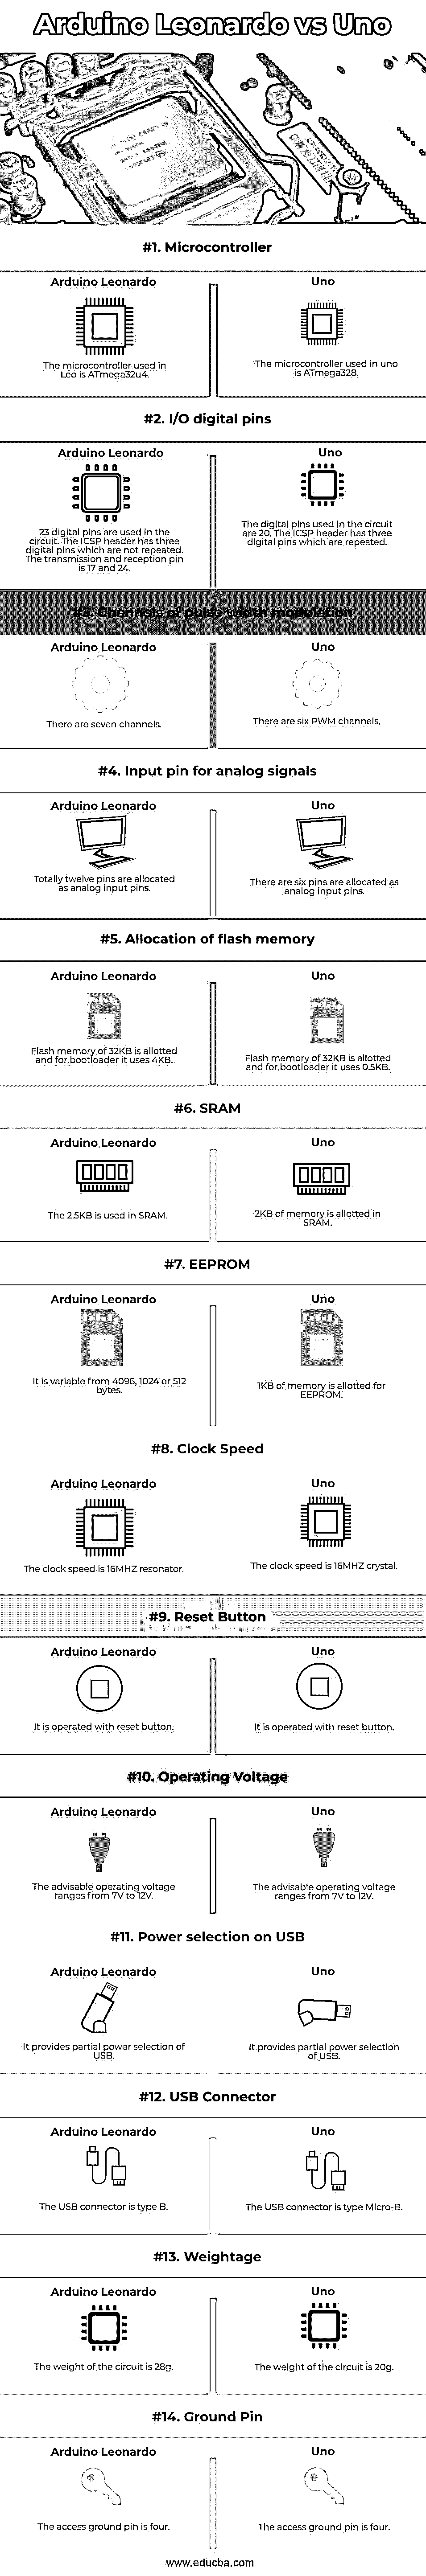 Arduino Leonardo vs Uno
#1. Microcontroller
Arduino Leonardo
The microcontroller used in
Leo is ATmega32u4.
Uno
The microcontroller used in uno
is ATmega328.
#2. I/O digital pins
Arduino Leonardo
23 digital pins are used in the
circuit. The ICSP header has three
digital pins which are not repeated.
The transmission and reception pin
is 17 and 24.
Uno
The digital pins used in the circuit
are 20. The ICSP header has three
digital pins which are repeated.
#3. Channels of pulse width modulation
Arduino Leonardo
There are seven channels.
Uno
There are six PWM channels.
#4. Input pin for analog signals
Arduino Leonardo
Totally twelve pins are allocated
as analog input pins.
Uno
There are six pins are allocated as
analog input pins.
#5. Allocation of flash memory
Arduino Leonardo
Flash memory of 32KB is allotted
and for bootloader it uses 4KB.
Uno
Flash memory of 32KB is allotted
and for bootloader it uses 0.5KB.
#6. SRAM
Arduino Leonardo
The 2.5KB is used in SRAM.
Uno
2KB of memory is allotted in
SRAM.
#7. EEPROM
Arduino Leonardo
It is variable from 4096, 1024 or 512
bytes.
Uno
1KB of memory is allotted for
EEPROM.
#8. Clock Speed
Arduino Leonardo
The clock speed is 16MHZ resonator.
Uno
The clock speed is 16MHZ crystal.
#9. Reset Button
Arduino Leonardo
It is operated with reset button.
Uno
It is operated with reset button.
#10. Operating Voltage
Arduino Leonardo
The advisable operating voltage
ranges from 7V to 12V.
Uno
The advisable operating voltage
ranges from 7V to 12V.
#11. Power selection on USB
Arduino Leonardo
It provides partial power selection of
USB.
Uno
It provides partial power selection
of USB.
#12. USB Connector
Arduino Leonardo
The USB connector is type B.
Uno
The USB connector is type Micro-B.
#13. Weightage
Arduino Leonardo
The weight of the circuit is 28g.
Uno
The weight of the circuit is 20g.
#14. Ground Pin
Arduino Leonardo
The access ground pin is four.
Uno
The access ground pin is four.
www.educba.com